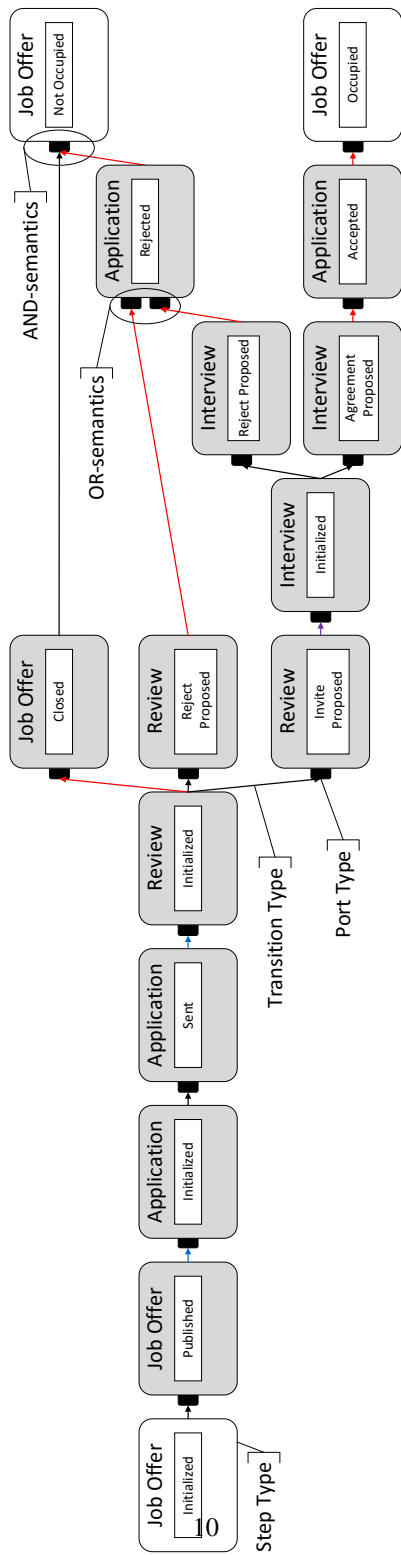 Job Offer
Initialized
Step Type
Job Offer
Published
Application
Initialized
Application
Sent
Review
Initialized
Transition Type
Port Type
Job Offer
Closed
Review
Reject
Proposed
Review
Invite
Proposed
Interview
Initialized
OR-semantics
Interview
Reject Proposed
Interview
Agreement
Proposed
AND-semantics
Application
Rejected
Application
Accepted
Job Offer
Not Occupied
Job Offer
Occupied
10